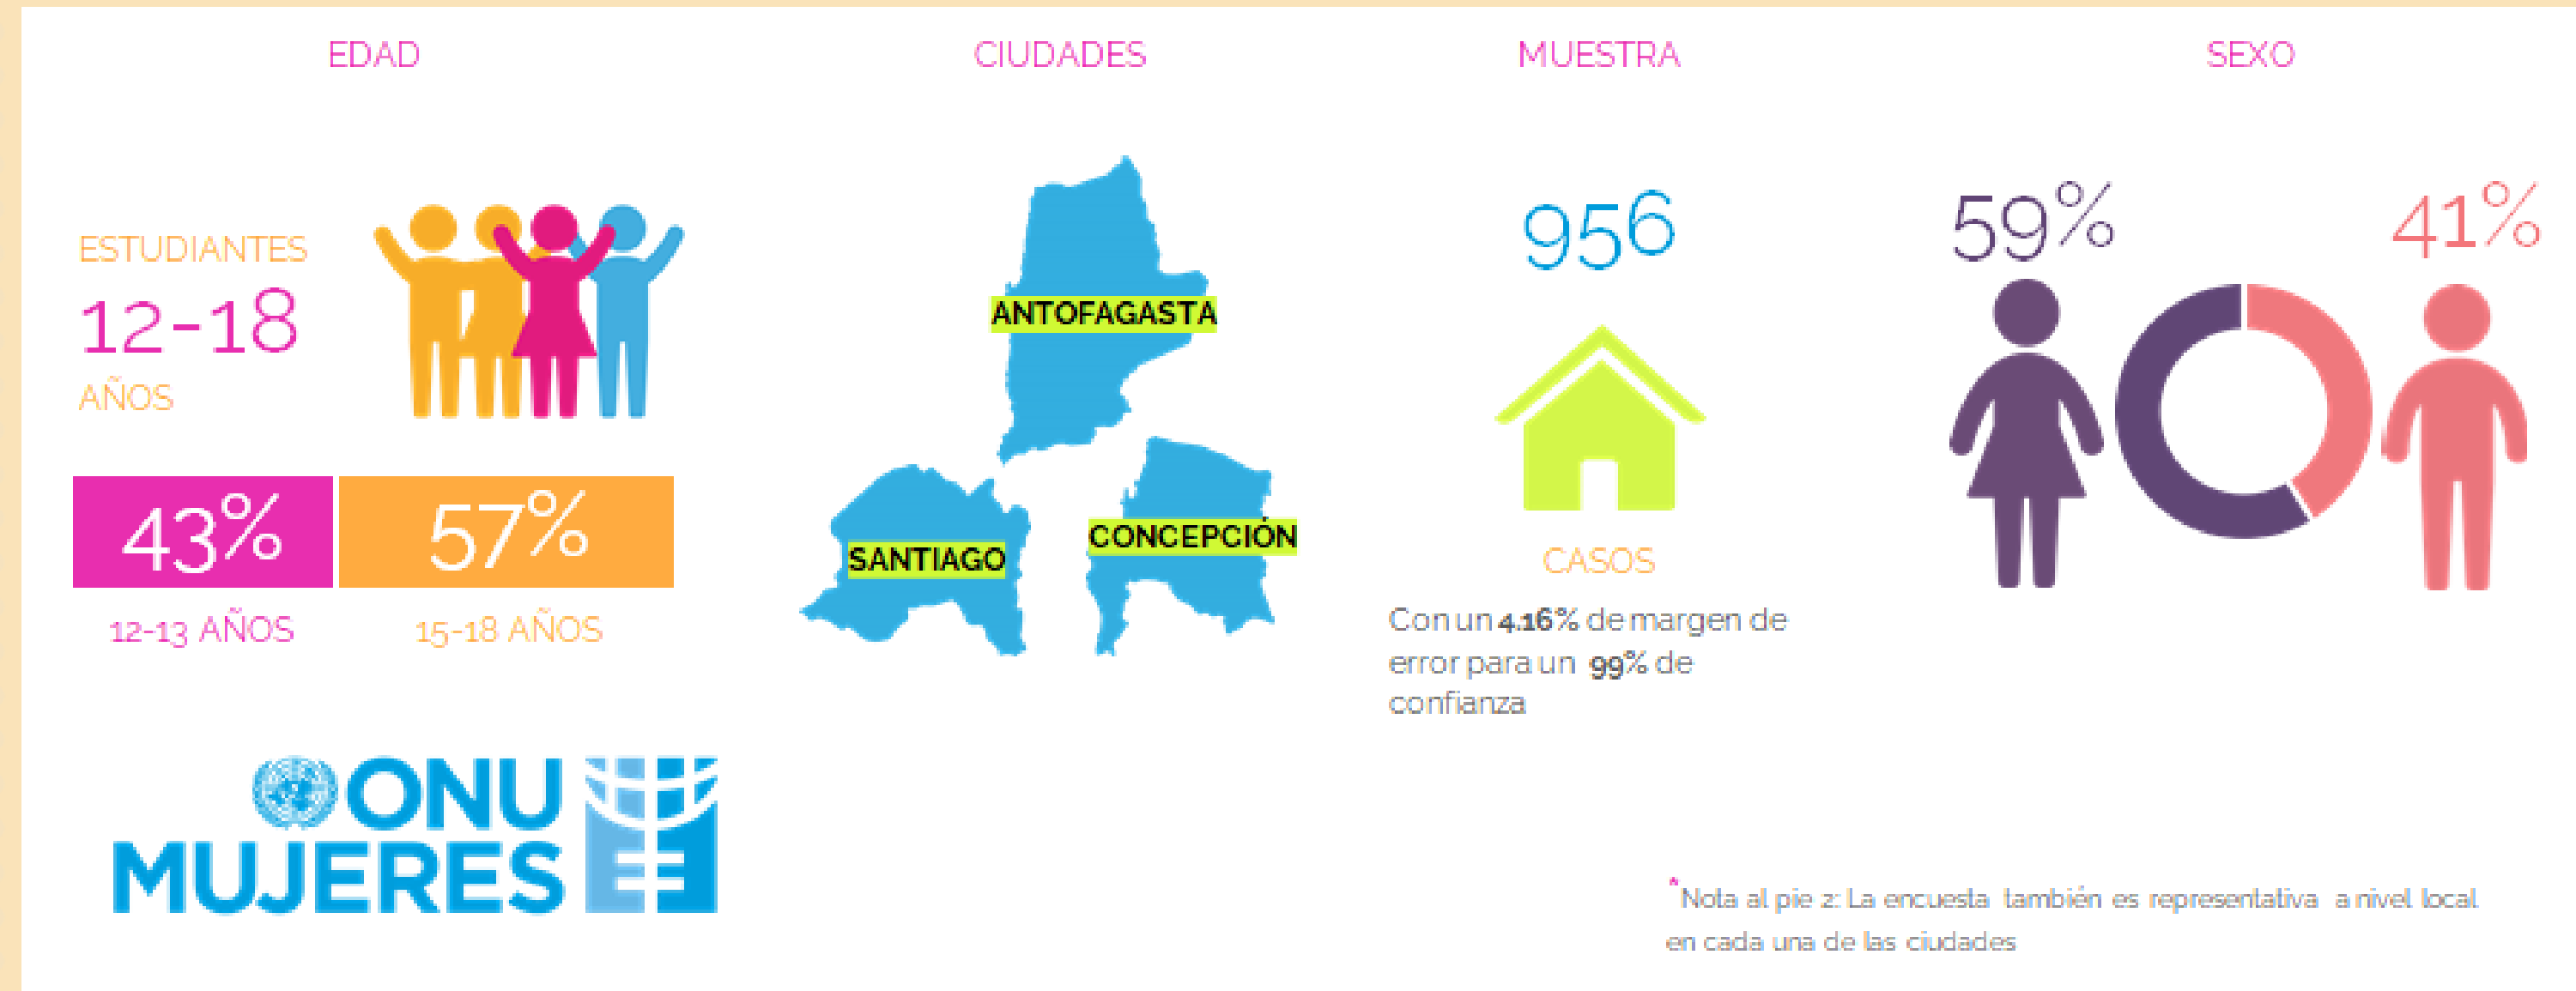 EDAD
ESTUDIANTES
12-18
AÑOS
43%
57%
12-13 AÑOS
15-18 AÑOS
CIUDADES
ANTOFAGASTA
SANTIAGO
CONCEPCIÓN
MUESTRA
956
CASOS
Con un 4.16% de margen de
error para un 99% de
confianza
SEXO
59%
41%
ONU
MUJERES
*Nota al pie 2: La encuesta también es representativa a nivel local
en cada una de las ciudades